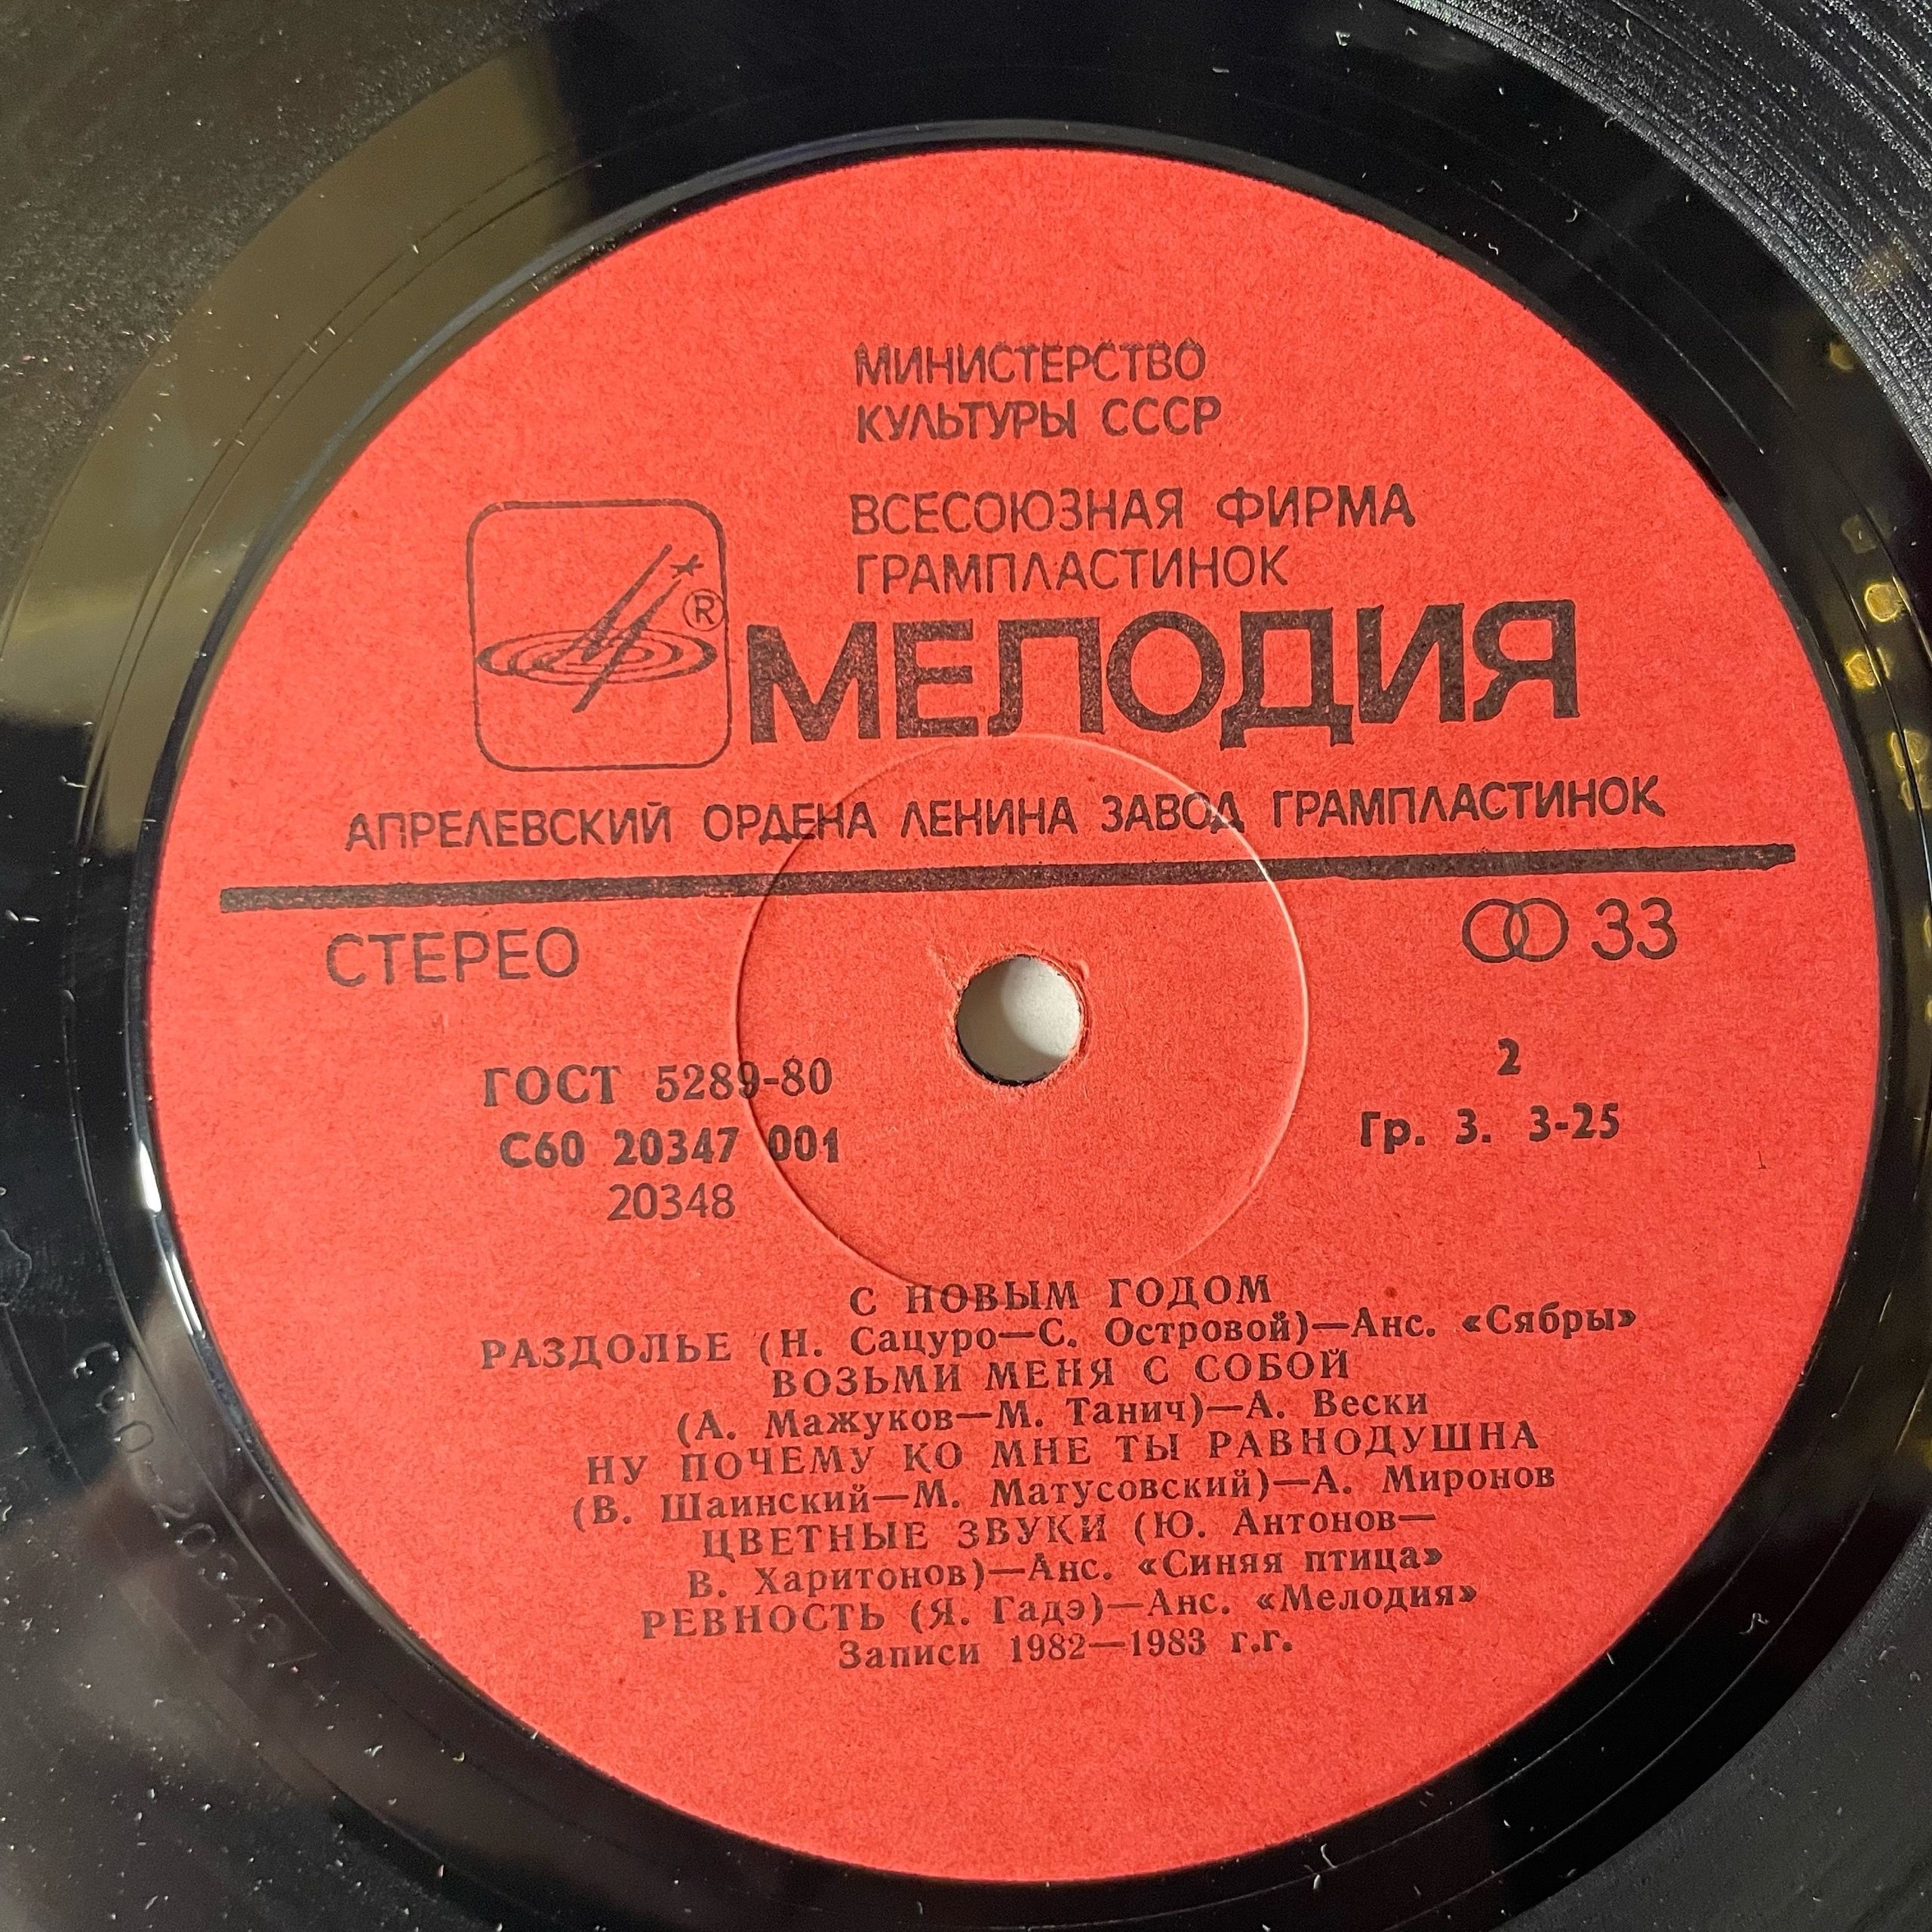 МИНИСТЕРСТВО
КУЛЬТУРЫ СССР
ВСЕСОЮЗНАЯ ФИРМА
ГРАМПЛАСТИНОК
®
МЕЛОДИЯ
АПРЕЛЕВСКИЙ ОРДЕНА ЛЕНИНА ЗАВОД ГРАМПЛАСТИНОК
СТЕРЕО
33
ГОСТ 5289-80
2
С60 20347 001
Гр. 3. 3-25
20348
С НОВЫМ ГОДОМ
РАЗДОЛЬЕ (Н. Сацуро—С. Островой)—Анс. «Сябры»
ВОЗЬМИ МЕНЯ С СОБОЙ
(А. Мажуков—М. Танич)—А. Вески
НУ ПОЧЕМУ КО МНЕ ТЫ РАВНОДУШНА
(В. Шаинский—М. Матусовский)—А. Миронов
ЦВЕТНЫЕ ЗВУКИ (Ю. Антонов—
В. Харитонов)—Анс. «Синяя птица»
РЕВНОСТЬ (Я. Гадэ)—Анс. «Мелодия»
Записи 1982—1983 г.г.